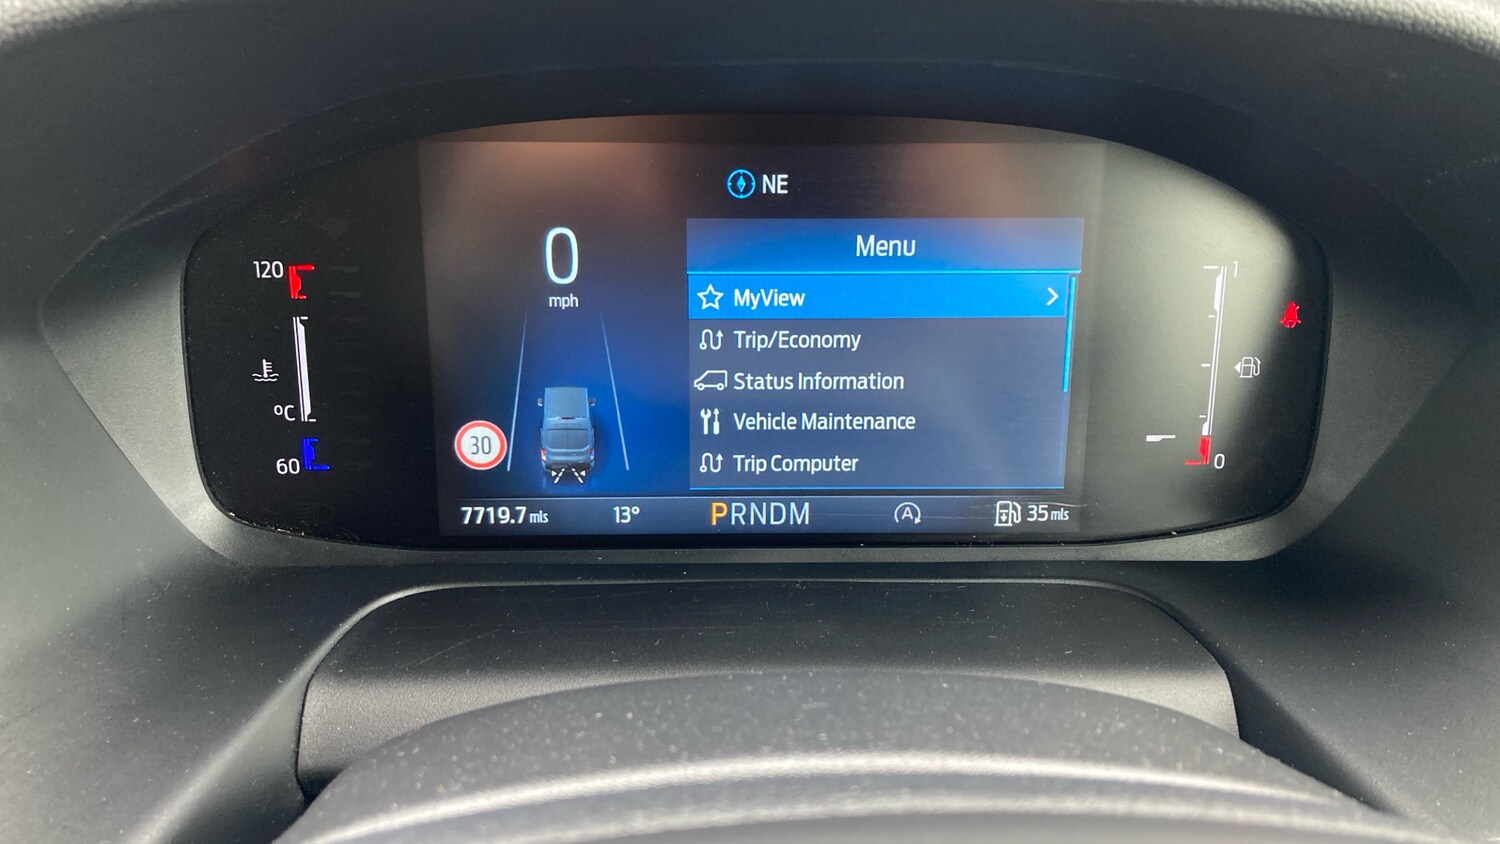 NE
120
°C
60
0
mph
30
Menu
MyView
Trip/Economy
Status Information
Vehicle Maintenance
Trip Computer
1
0
7719.7 mls 13° PRNDM A 35 mls